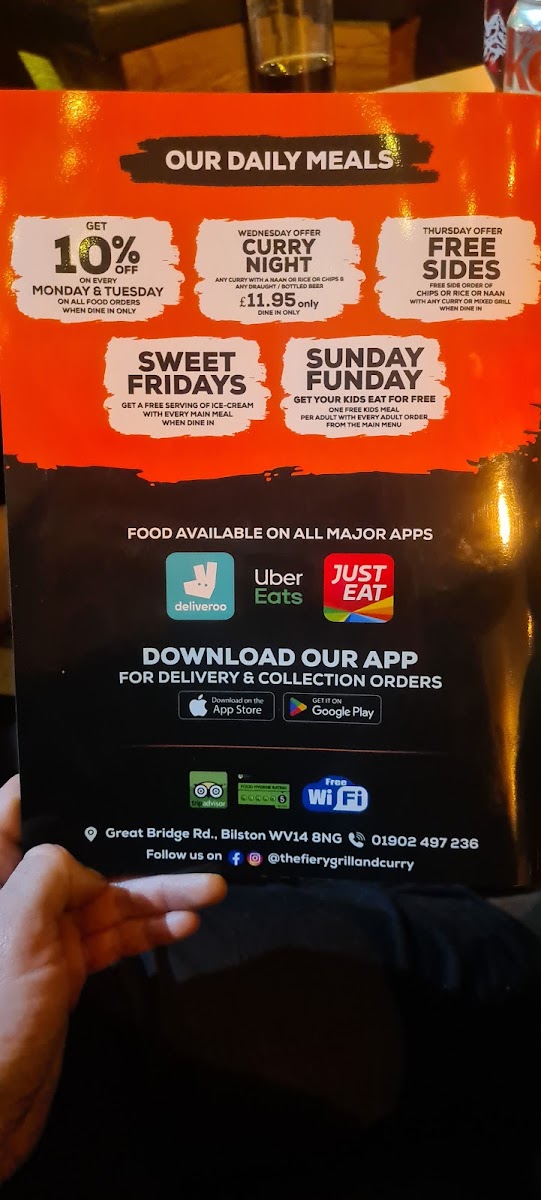 OUR DAILY MEALS
GET
10% OFF
ON EVERY
MONDAY & TUESDAY
ON ALL FOOD ORDERS
WHEN DINE IN ONLY
WEDNESDAY OFFER
CURRY
NIGHT
ANY CURRY WITH A NAAN OR RICE OR CHIPS &
ANY DRAUGHT / BOTTLED BEER
£11.95 only
DINE IN ONLY
THURSDAY OFFER
FREE
SIDES
FREE SIDE ORDER OF
CHIPS OR RICE OR NAAN
WITH ANY CURRY OR MIXED GRILL
WHEN DINE IN
SWEET
FRIDAYS
GET A FREE SERVING OF ICE-CREAM
WITH EVERY MAIN MEAL
WHEN DINE IN
SUNDAY
FUNDAY
GET YOUR KIDS EAT FOR FREE
ONE FREE KIDS MEAL
PER ADULT WITH EVERY ADULT ORDER
FROM THE MAIN MENU
FOOD AVAILABLE ON ALL MAJOR APPS
deliveroo
Uber
Eats
JUST
EAT
DOWNLOAD OUR APP
FOR DELIVERY & COLLECTION ORDERS
Download on the
App Store
GET IT ON
Google Play
tripadvisor
FOOD HYGIENE RATING
5
Free
Wi Fi
Great Bridge Rd., Bilston WV14 8NG 01902 497 236
Follow us on @thefierygrillandcurry